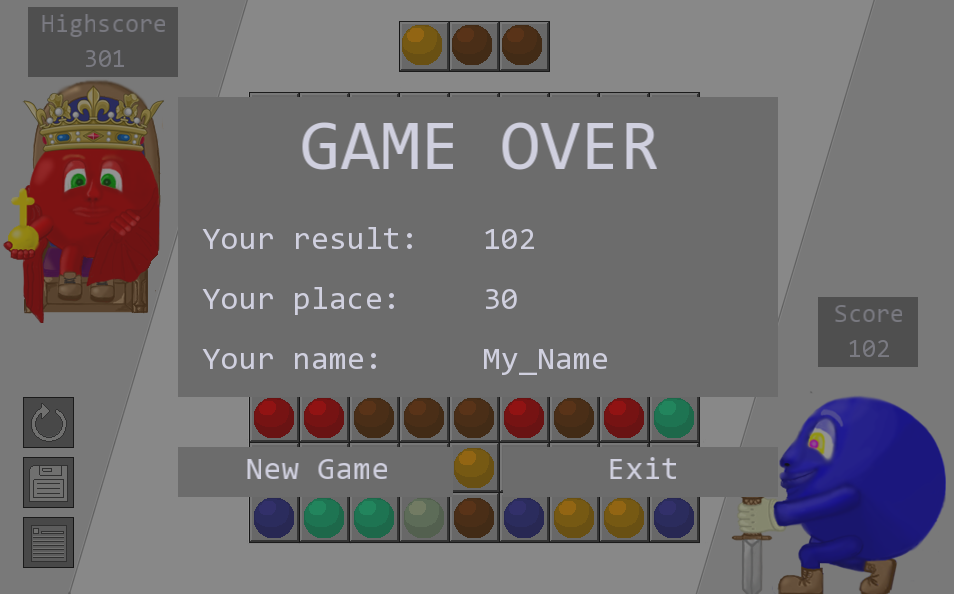 Highscore
301
GAME OVER
Your result: 102
Your place: 30
Your name: My_Name
Score
102
New Game
Exit